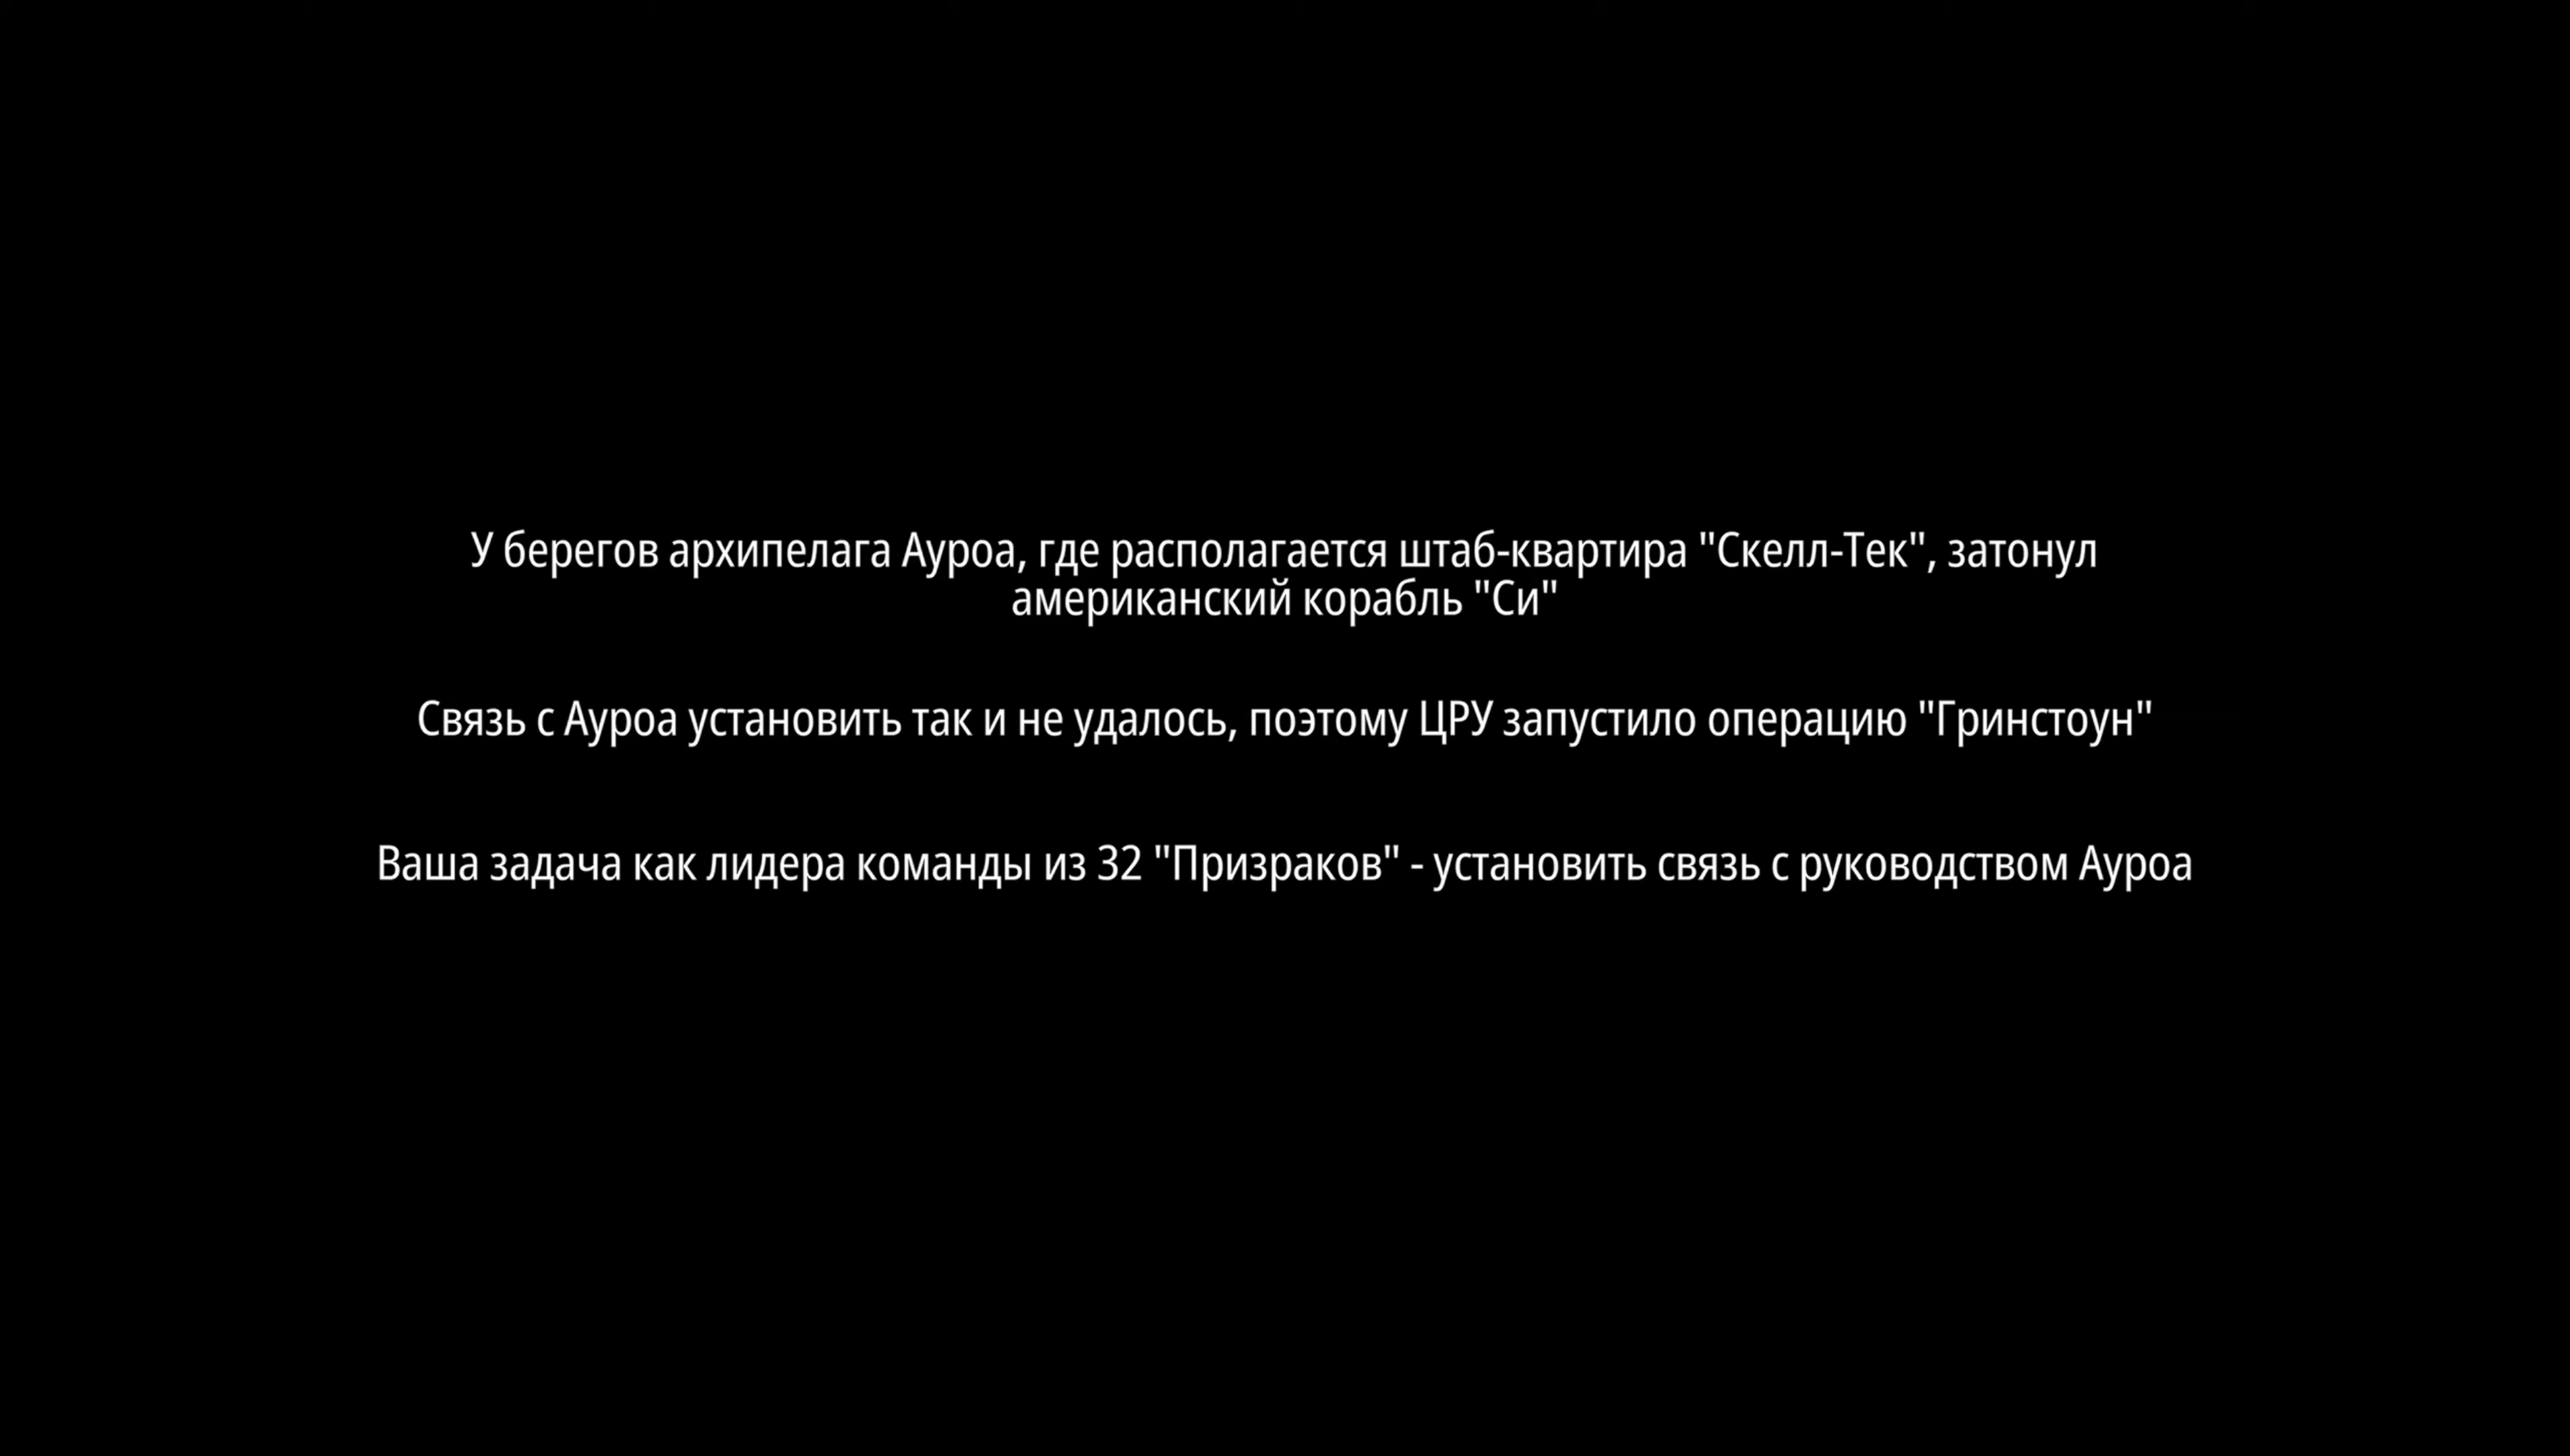 У берегов архипелага Ауроа, где располагается штаб-квартира "Скелл-Тек", затонул
американский корабль "Си"
Связь с Ауроа установить так и не удалось, поэтому ЦРУ запустило операцию "Гринстоун"
Ваша задача как лидера команды из 32 "Призраков" - установить связь с руководством Ауроа